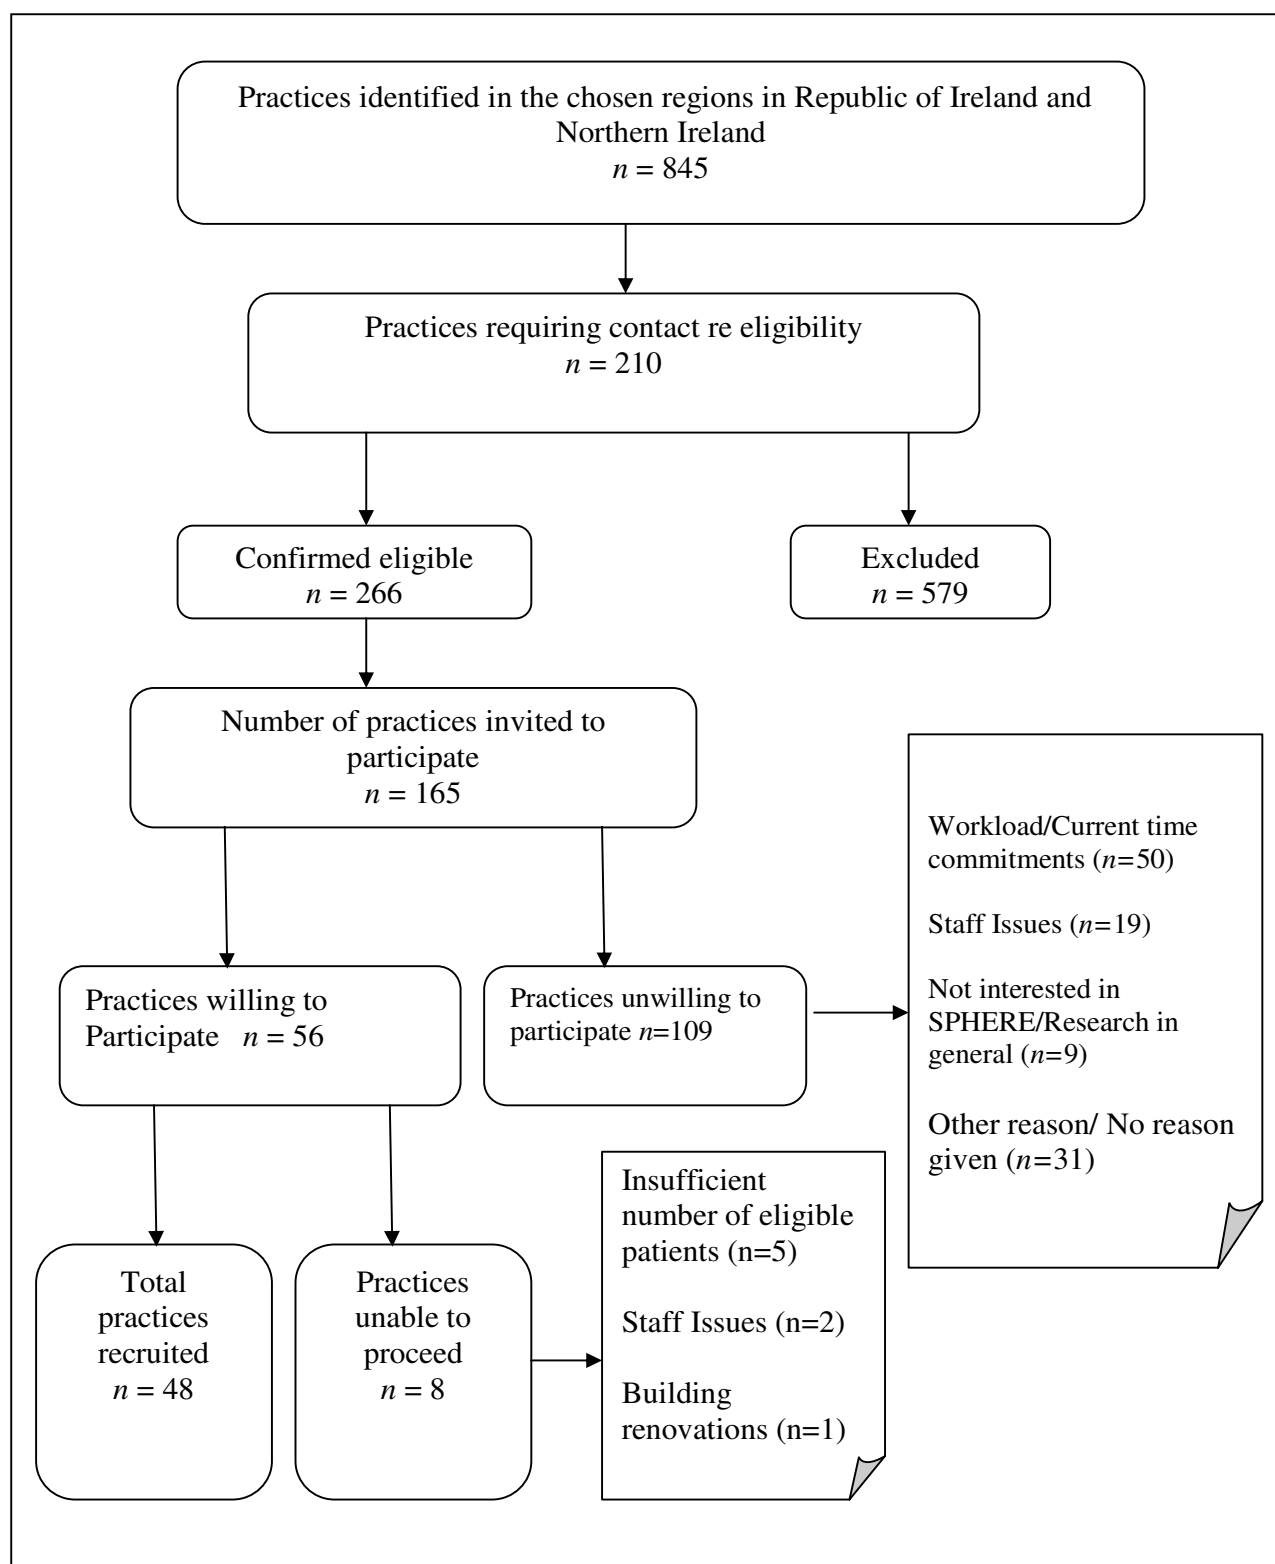 Practices identified in the chosen regions in Republic of Ireland and
Northern Ireland
n = 845
Practices requiring contact re eligibility
n = 210
Confirmed eligible
n = 266
Excluded
n = 579
Number of practices invited to
participate
n = 165
Workload/Current time
commitments (n=50)
Staff Issues (n=19)
Not interested in
SPHERE/Research in
general (n=9)
Other reason/ No reason
given (n=31)
Practices willing to
Participate n = 56
Practices unwilling to
participate n=109
Total
practices
recruited
n = 48
Practices
unable to
proceed
n = 8
Insufficient
number of eligible
patients (n=5)
Staff Issues (n=2)
Building
renovations (n=1)